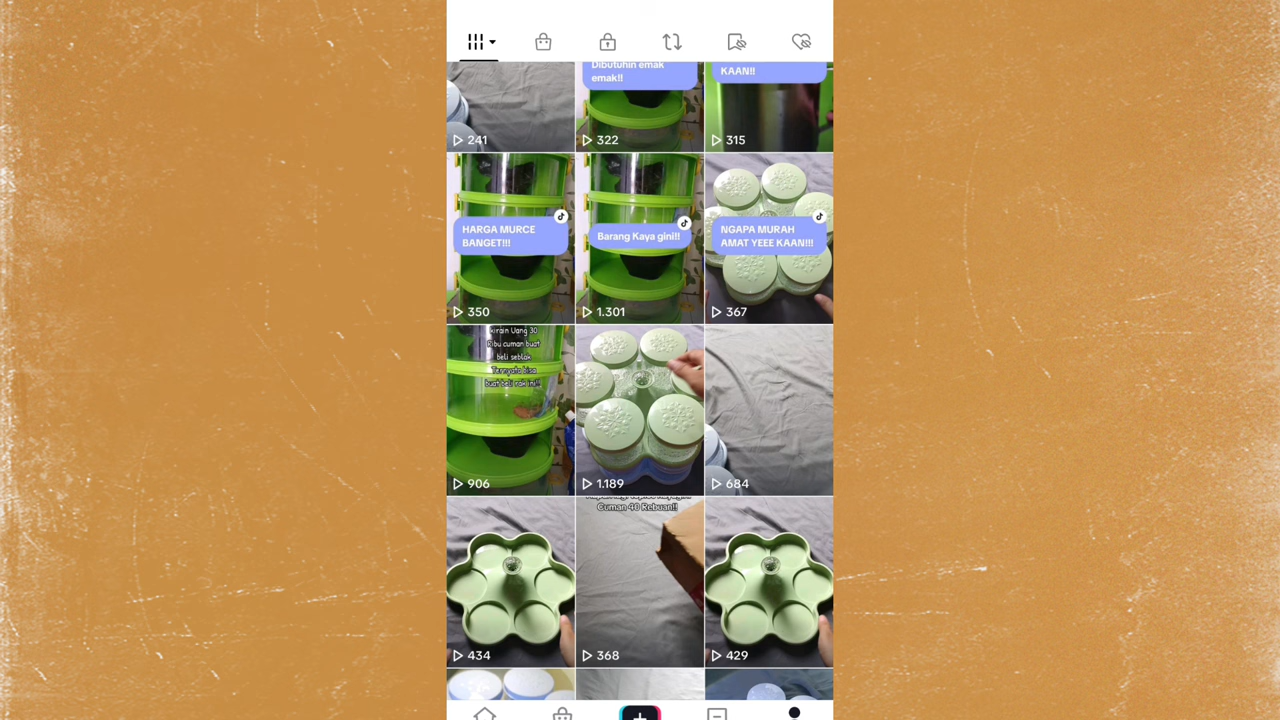 Dibutuhin emak
emak!!
KAAN!!
241
322
315
HARGA MURCE
BANGET!!!
Barang Kaya gini!!
NGAPA MURAH
AMAT YEEE KAAN!!!
350
1.301
367
kirain Uang 30
Ribu cuman buat
beli seblak
Ternyata bisa
buat beli rak ini!!
906
1.189
684
Cuman 40 Rebuan!!
434
368
429